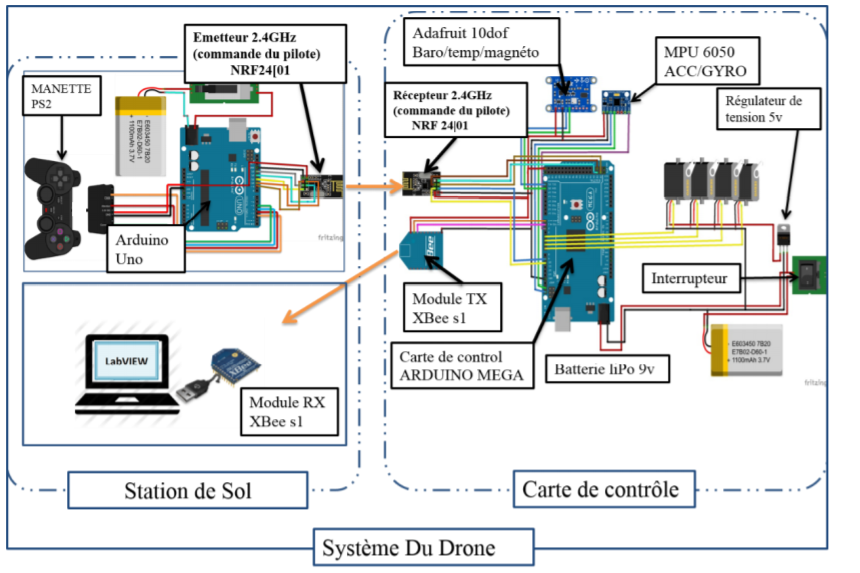 Emetteur 2.4GHz
(commande du pilote)
NRF24[01
MANETTE
PS2
E603450 7B20
E7B02-D60-1
+ 1100mAh 3.7V
UNO
Arduino
Uno
fritzing
LabVIEW
Module RX
XBee s1
Station de Sol
Adafruit 10dof
Baro/temp/magnéto
MPU 6050
ACC/GYRO
Régulateur de
tension 5v
Récepteur 2.4GHz
(commande du pilote)
NRF 24|01
MEGA
Bee
Interrupteur
Module TX
XBee s1
Carte de control
ARDUINO MEGA
Batterie liPo 9v
- E603450 7B20
E7B02-D60-1
+ 1100mAh 3.7V
fritzing
Carte de contrôle
Système Du Drone